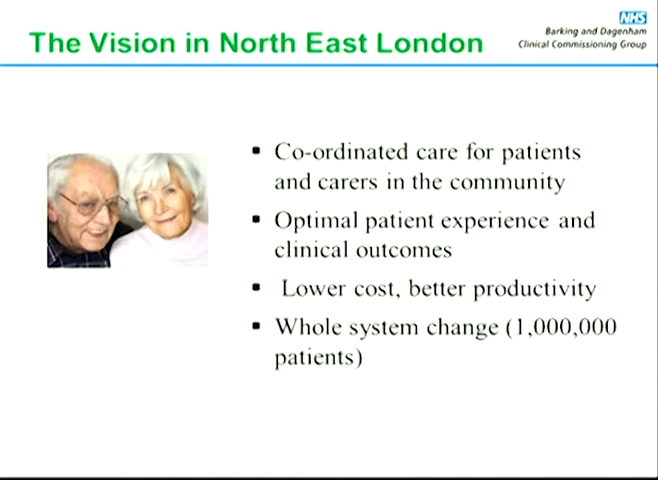 The Vision in North East London
NHS
Barking and Dagenham
Clinical Commissioning Group
▪ Co-ordinated care for patients
and carers in the community
▪ Optimal patient experience and
clinical outcomes
▪ Lower cost, better productivity
▪ Whole system change (1,000,000
patients)